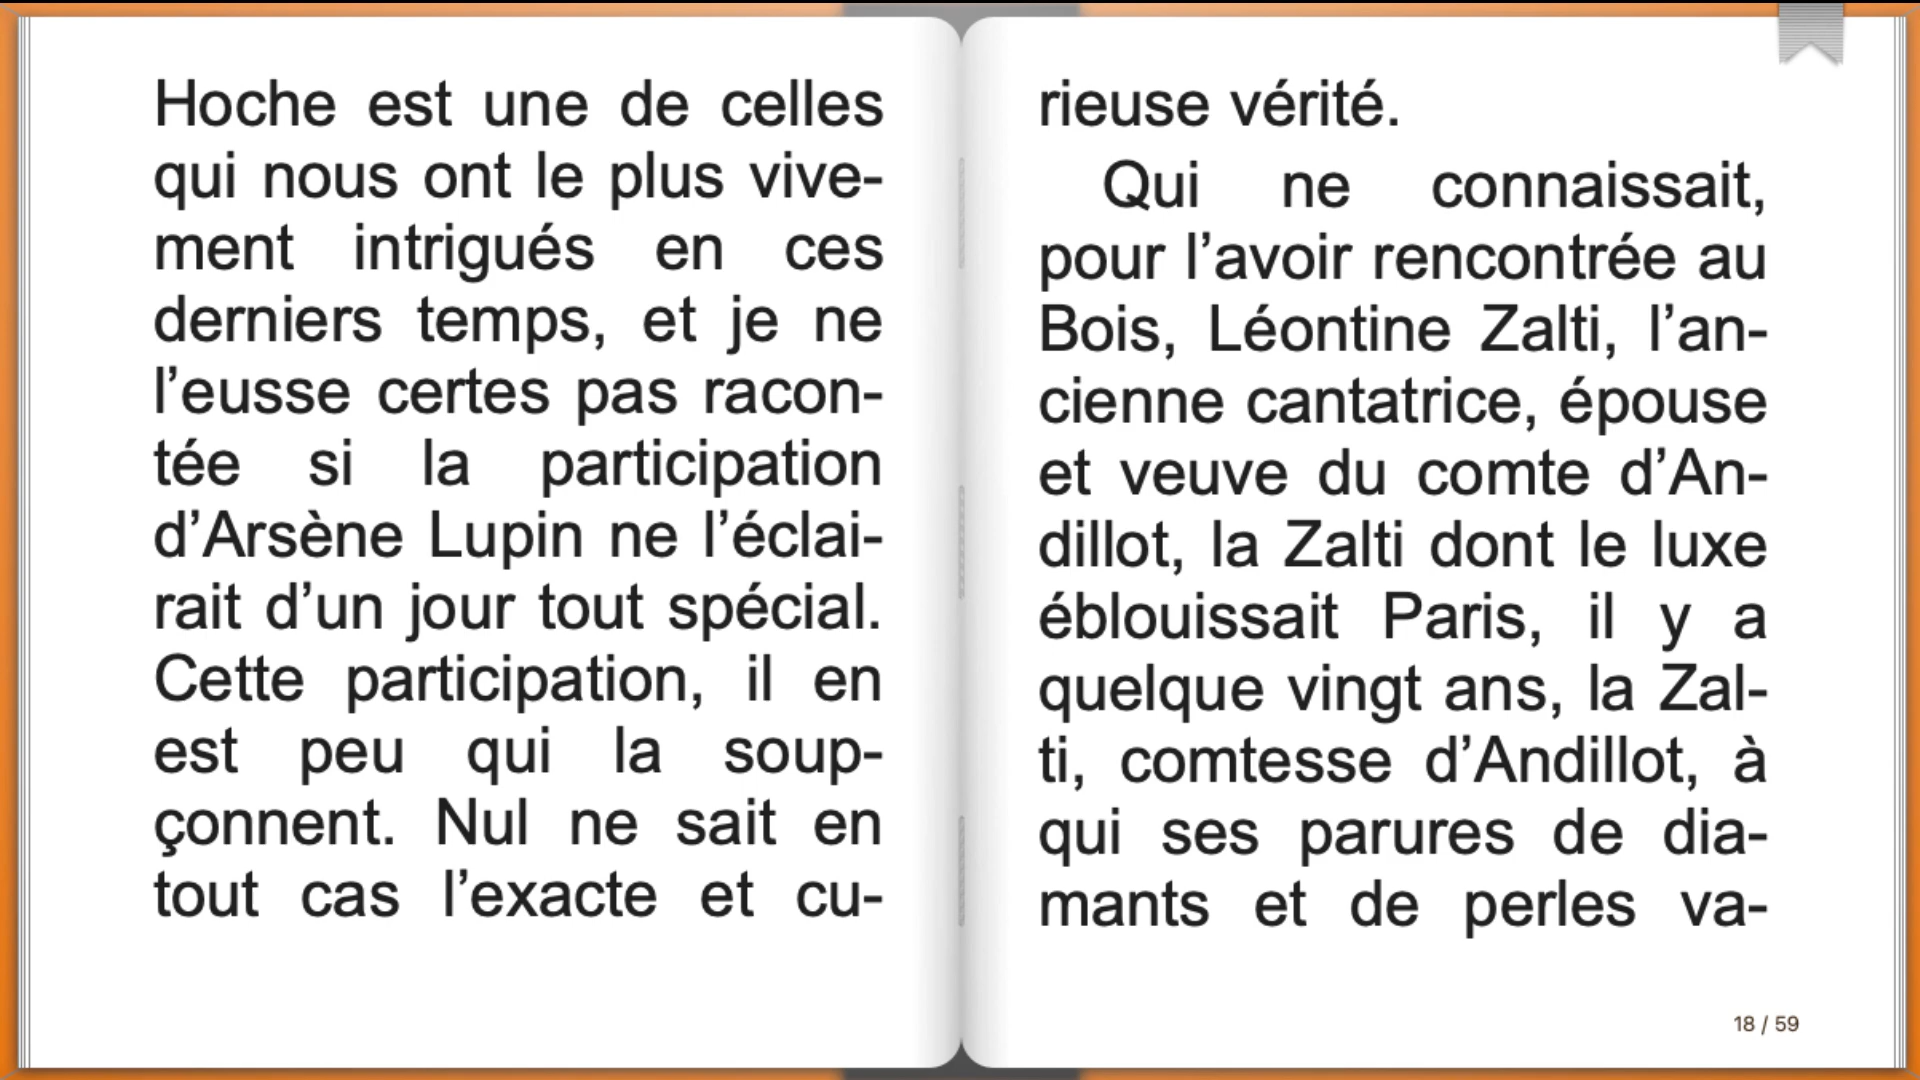 Hoche est une de celles
qui nous ont le plus vive-
ment intrigués en ces
derniers temps, et je ne
l’eusse certes pas racon-
tée si la participation
d’Arsène Lupin ne l’éclai-
rait d’un jour tout spécial.
Cette participation, il en
est peu qui la soup-
çonnent. Nul ne sait en
tout cas l’exacte et cu-
rieuse vérité.
Qui ne connaissait,
pour l’avoir rencontrée au
Bois, Léontine Zalti, l’an-
cienne cantatrice, épouse
et veuve du comte d’An-
dillot, la Zalti dont le luxe
éblouissait Paris, il y a
quelque vingt ans, la Zal-
ti, comtesse d’Andillot, à
qui ses parures de dia-
mants et de perles va-
18 / 59